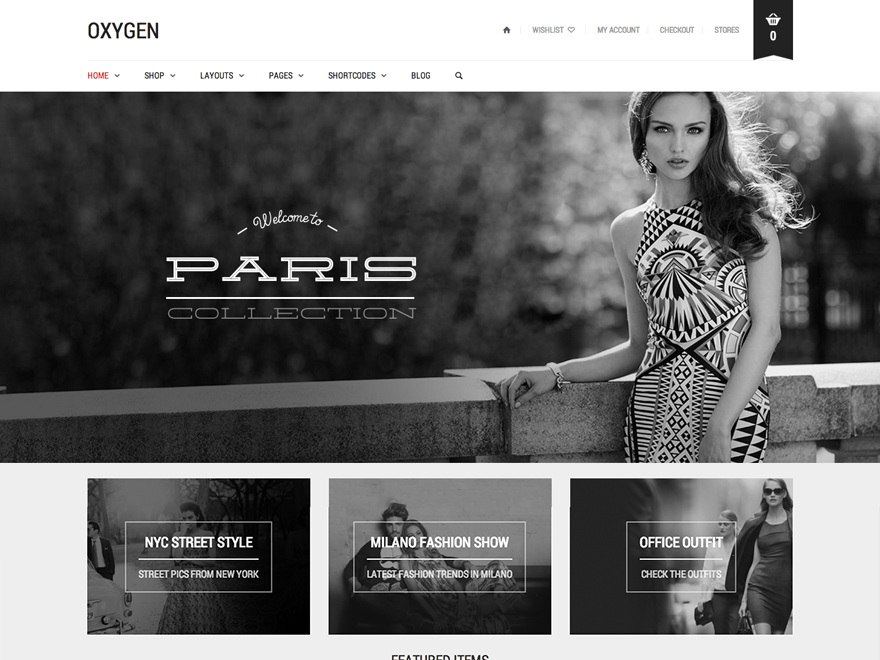 OXYGEN
WISHLIST
MY ACCOUNT
CHECKOUT
STORES
0
HOME
SHOP
LAYOUTS
PAGES
SHORTCODES
BLOG
Welcome to
PARIS
COLLECTION
NYC STREET STYLE
STREET PICS FROM NEW YORK
MILANO FASHION SHOW
LATEST FASHION TRENDS IN MILANO
OFFICE OUTFIT
CHECK THE OUTFITS
FEATURED ITEMS